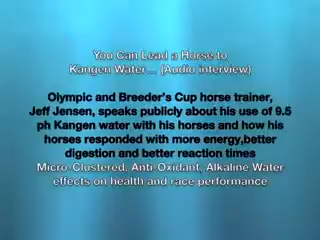 You Can Lead a Horse to
Kangen Water... (Audio interview)
Olympic and Breeder's Cup horse trainer,
Jeff Jensen, speaks publicly about his use of 9.5
ph Kangen water with his horses and how his
horses responded with more energy,better
digestion and better reaction times
Micro-Clustered, Anti-Oxidant, Alkaline Water
effects on health and race performance